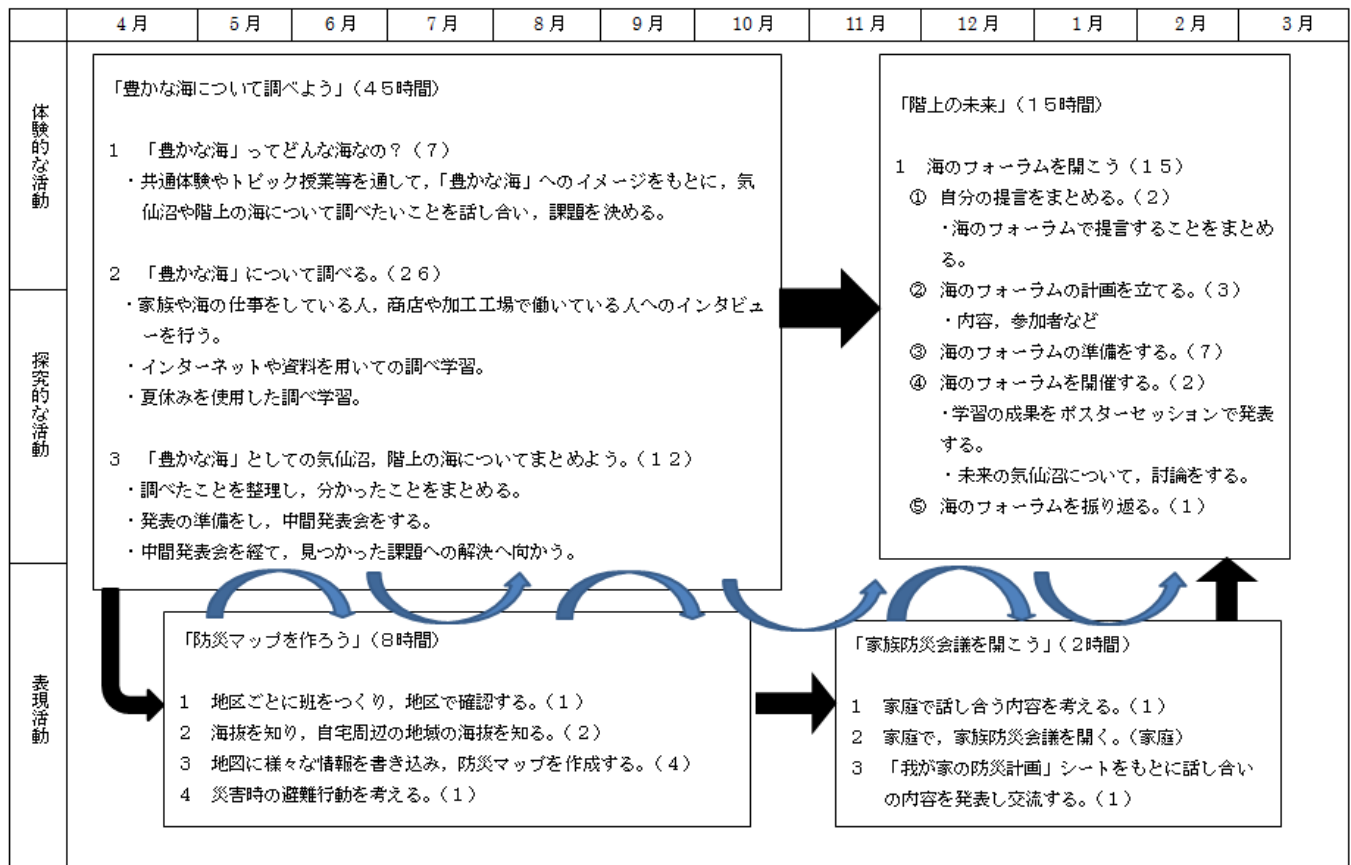 4月 5月 6月 7月 8月 9月 10月 11月 12月 1月 2月 3月
体験的な活動
探究的な活動
表現活動
「豊かな海について調べよう」(45時間)
1 「豊かな海」ってどんな海なの?(7)
・共通体験やトピック授業等を通して,「豊かな海」へのイメージをもとに,気
仙沼や階上の海について調べたいことを話し合い,課題を決める。
2 「豊かな海」について調べる。(26)
・家族や海の仕事をしている人,商店や加工工場で働いている人へのインタビュ
ーを行う。
・インターネットや資料を用いての調べ学習。
・夏休みを使用した調べ学習。
3 「豊かな海」としての気仙沼,階上の海についてまとめよう。(12)
・調べたことを整理し,分かったことをまとめる。
・発表の準備をし,中間発表会をする。
・中間発表会を経て,見つかった課題への解決へ向かう。
「階上の未来」(15時間)
1 海のフォーラムを開こう(15)
① 自分の提言をまとめる。(2)
・海のフォーラムで提言することをまとめ
る。
② 海のフォーラムの計画を立てる。(3)
・内容,参加者など
③ 海のフォーラムの準備をする。(7)
④ 海のフォーラムを開催する。(2)
・学習の成果をポスターセッションで発表
する。
・未来の気仙沼について,討論をする。
⑤ 海のフォーラムを振り返る。(1)
「防災マップを作ろう」(8時間)
1 地区ごとに班をつくり,地区で確認する。(1)
2 海抜を知り,自宅周辺の地域の海抜を知る。(2)
3 地図に様々な情報を書き込み,防災マップを作成する。(4)
4 災害時の避難行動を考える。(1)
「家族防災会議を開こう」(2時間)
1 家庭で話し合う内容を考える。(1)
2 家庭で,家族防災会議を開く。(家庭)
3 「我が家の防災計画」シートをもとに話し合い
の内容を発表し交流する。(1)